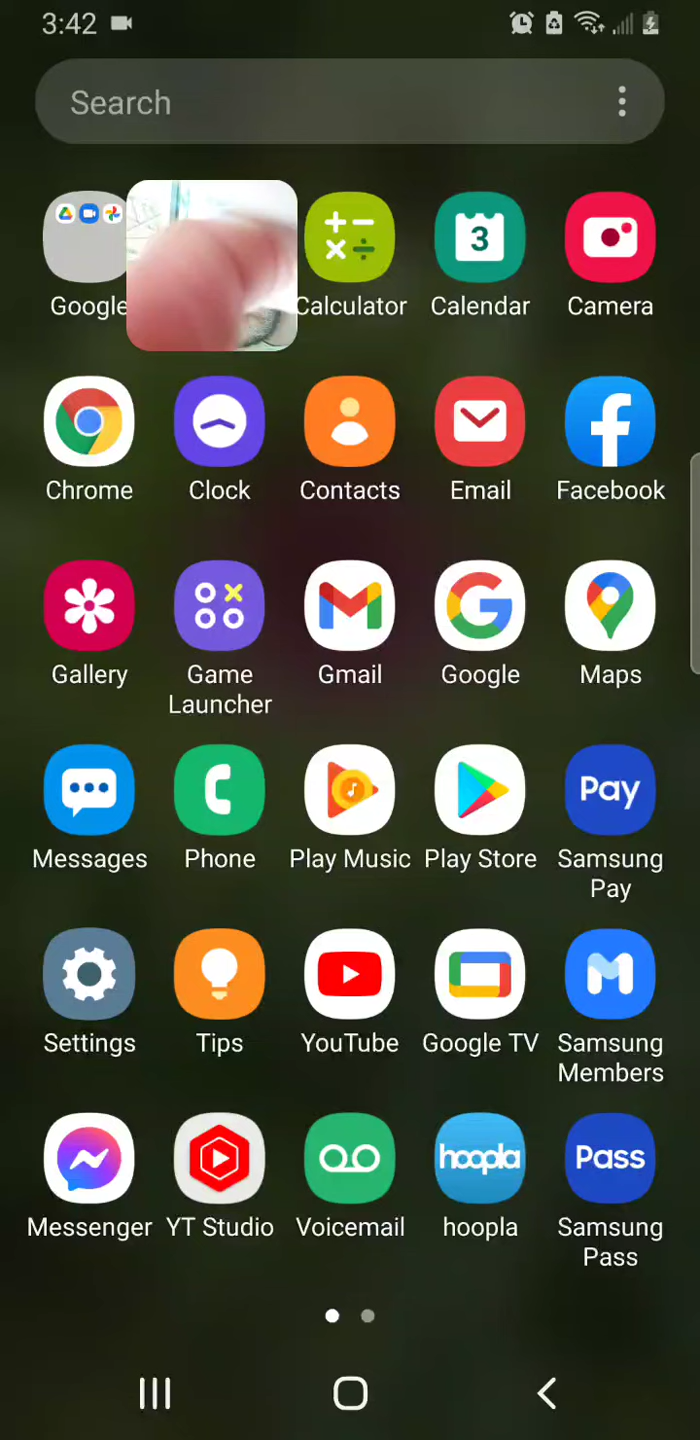 3:42
Search
Google
Calculator
3
Calendar
Camera
Chrome
Clock
Contacts
Email
Facebook
Gallery
Game
Launcher
Gmail
Google
Maps
Messages
Phone
Play Music
Play Store
Pay
Samsung
Pay
Settings
Tips
YouTube
Google TV
Samsung
Members
Messenger
YT Studio
Voicemail
hoopla
hoopla
Pass
Samsung
Pass